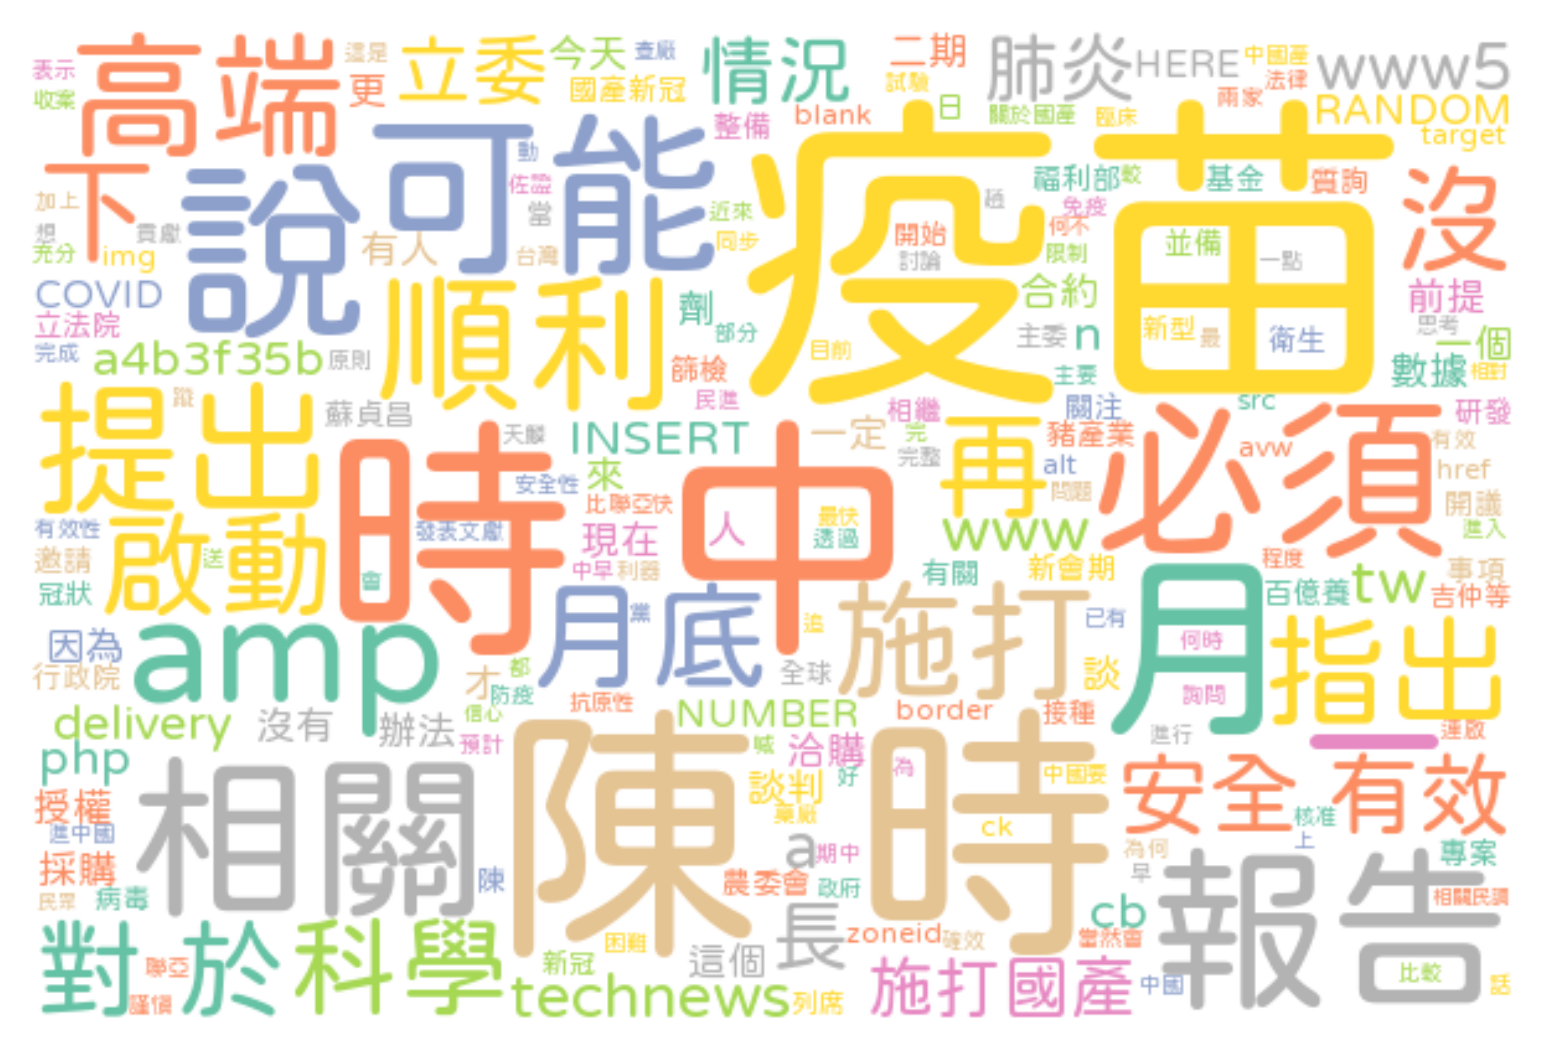 表示
高端
這是
立委
今天
查廠
情況
二期
肺炎
HERE
中國產
www5
收案
更
國產新冠
試驗
法律
兩家
RANDOM
整備
blank
日
關於國產
臨床
target
下
說
可能
動
疫苗
沒
加上
佐證
當
近來
福利部
較
基金
質詢
想
貢獻
免疫
何不
充分
img
有人
台灣
同步
開始
討論
限制
並備
一點
COVID
順利
劑
合約
前提
立法院
部分
主委
n
新型
最
衛生
思考
一個
完成
a4b3f35b
原則
篩檢
目前
主要
數據
相對
提出
蘇貞昌
民進
相繼
關注
src
研發
時中
天麟
INSERT
一定
完
再
豬產業
必須
avw
有效
來
完整
alt
href
安全性
比聯亞快
問題
開議
有效性
啟動
發表文獻
現在
人
最快
透過
www
進入
邀請
送
會
中早
利器
有關
新會期
程度
事項
冠狀
月底
黨
施打
已有
月
百億養
tw
吉仲等
因為
amp
追
何時
指出
行政院
才
都
防疫
全球
談
詢問
delivery
沒有
辦法
信心
抗原性
NUMBER
border
接種
進行
連啟
php
預計
陳時
喊
洽購
為
中國要
安全
有效
授權
相關
談判
好
藥廠
ck
核准
進中國
a
期中
為何
上
專案
採購
陳
農委會
政府
早
報告
相關民調
民眾
病毒
長
cb
對於
科學
困難
zoneid
確效
當然會
聯亞
新冠
這個
施打國產
中國
比較
話
謹慎
technews
列席